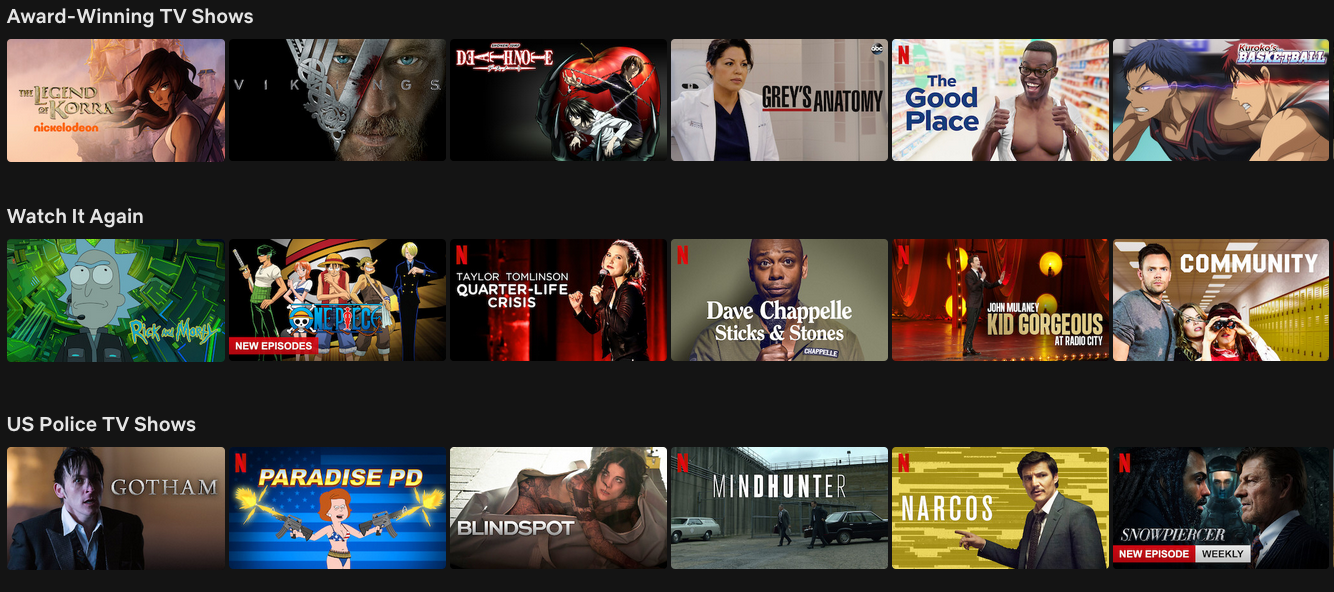 Award-Winning TV Shows
THE LEGEND
OF KORRA
nickelodeon
VIKINGS
SHONEN JUMP
DEATH NOTE
abc
GREY'S ANATOMY
N
The
Good
Place
Kuroko's
BASKETBALL
Watch It Again
RICK AND MORTY
ONE PIECE
NEW EPISODES
N
TAYLOR TOMLINSON
QUARTER-LIFE
CRISIS
N
Dave Chappelle
Sticks & Stones
CHAPPELLE
N
JOHN MULANEY
KID GORGEOUS
AT RADIO CITY
COMMUNITY
US Police TV Shows
GOTHAM
N
PARADISE PD
BLINDSPOT
N
MINDHUNTER
N
NARCOS
N
SNOWPIERCER
NEW EPISODE WEEKLY